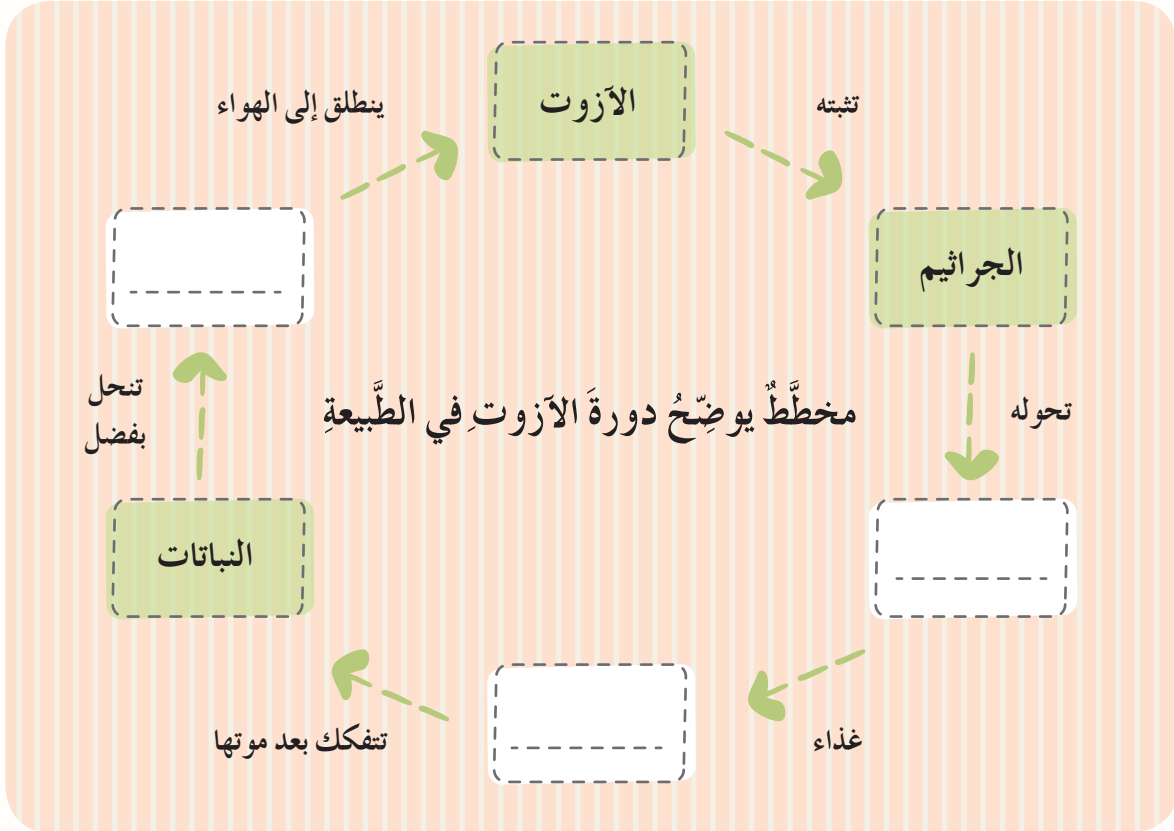 الآزوت
تثبته
الجراثيم
تحوله
غذاء
تتفكك بعد موتها
النباتات
تنحل
بفضل
ينطلق إلى الهواء
مخطَّطٌ يوضِّحُ دورةَ الآزوتِ في الطَّبيعةِ